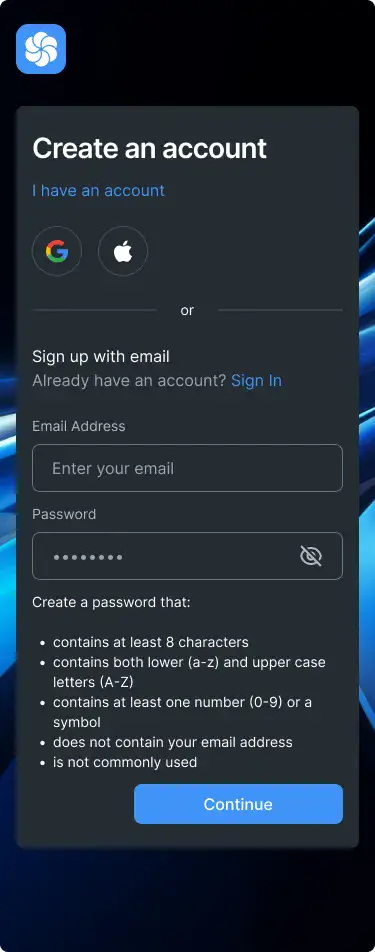 Create an account
I have an account
or
Sign up with email
Already have an account? Sign In
Email Address
Enter your email
Password
••••••••
Create a password that:
• contains at least 8 characters
• contains both lower (a-z) and upper case
letters (A-Z)
• contains at least one number (0-9) or a
symbol
• does not contain your email address
• is not commonly used
Continue